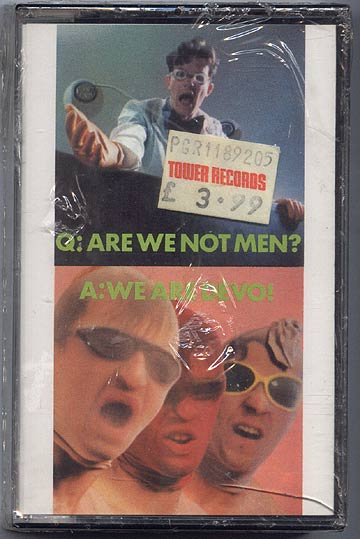 PGR1189205
TOWER RECORDS
£ 3.99
Q: ARE WE NOT MEN?
A: WE ARE DEVO!